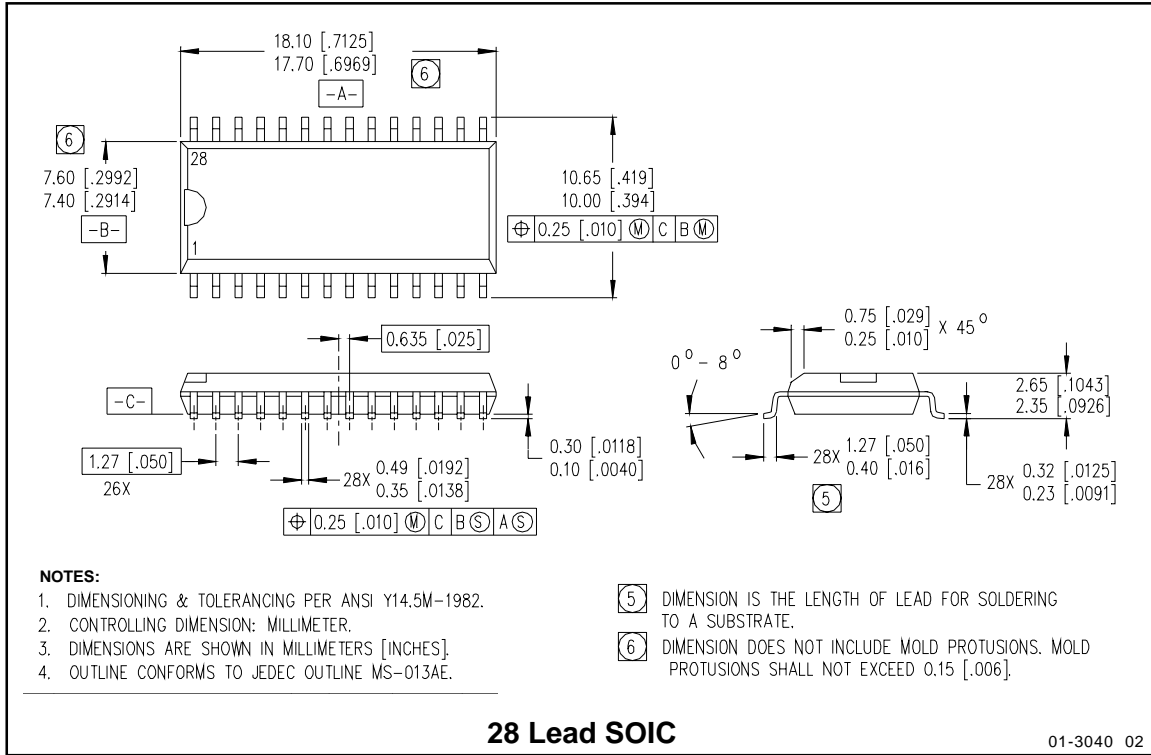 18.10 [.7125]
17.70 [.6969]
6
-A-
6
28
7.60 [.2992]
7.40 [.2914]
-B-
1
10.65 [.419]
10.00 [.394]
⌖ 0.25 [.010] Ⓜ C B Ⓜ
0.635 [.025]
-C-
1.27 [.050]
26X
28X 0.49 [.0192]
0.35 [.0138]
⌖ 0.25 [.010] Ⓜ C B Ⓢ A Ⓢ
0.30 [.0118]
0.10 [.0040]
0.75 [.029]
0.25 [.010] X 45°
0° - 8°
2.65 [.1043]
2.35 [.0926]
28X 1.27 [.050]
0.40 [.016]
5
28X 0.32 [.0125]
0.23 [.0091]
NOTES:
1. DIMENSIONING & TOLERANCING PER ANSI Y14.5M-1982.
2. CONTROLLING DIMENSION: MILLIMETER.
3. DIMENSIONS ARE SHOWN IN MILLIMETERS [INCHES].
4. OUTLINE CONFORMS TO JEDEC OUTLINE MS-013AE.
5 DIMENSION IS THE LENGTH OF LEAD FOR SOLDERING
TO A SUBSTRATE.
6 DIMENSION DOES NOT INCLUDE MOLD PROTUSIONS. MOLD
PROTUSIONS SHALL NOT EXCEED 0.15 [.006].
28 Lead SOIC
01-3040 02